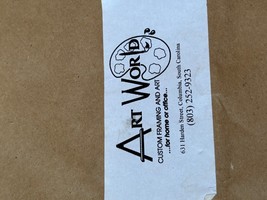 ART WORLD
CUSTOM FRAMING AND ART
...for home or office...
631 Harden Street, Columbia, South Carolina
(803) 252-9323